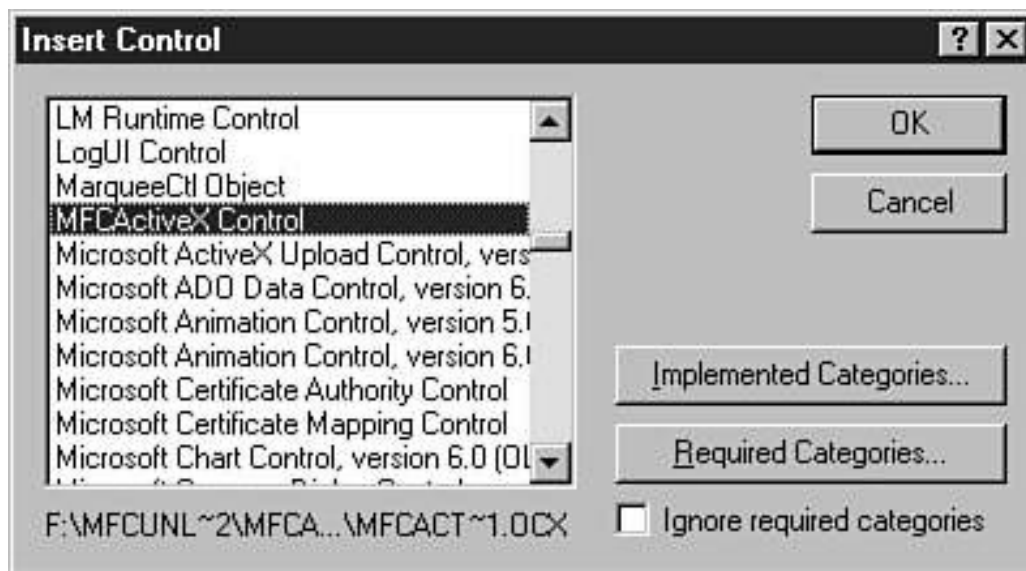 Insert Control
LM Runtime Control
LogUI Control
MarqueeCtl Object
MFCActiveX Control
Microsoft ActiveX Upload Control, vers
Microsoft ADO Data Control, version 6.
Microsoft Animation Control, version 5.
Microsoft Animation Control, version 6.
Microsoft Certificate Authority Control
Microsoft Certificate Mapping Control
Microsoft Chart Control, version 6.0 (OL
F:\MFCUNL~2\MFCA...\MFCACT~1.OCX
OK
Cancel
Implemented Categories...
Required Categories...
Ignore required categories